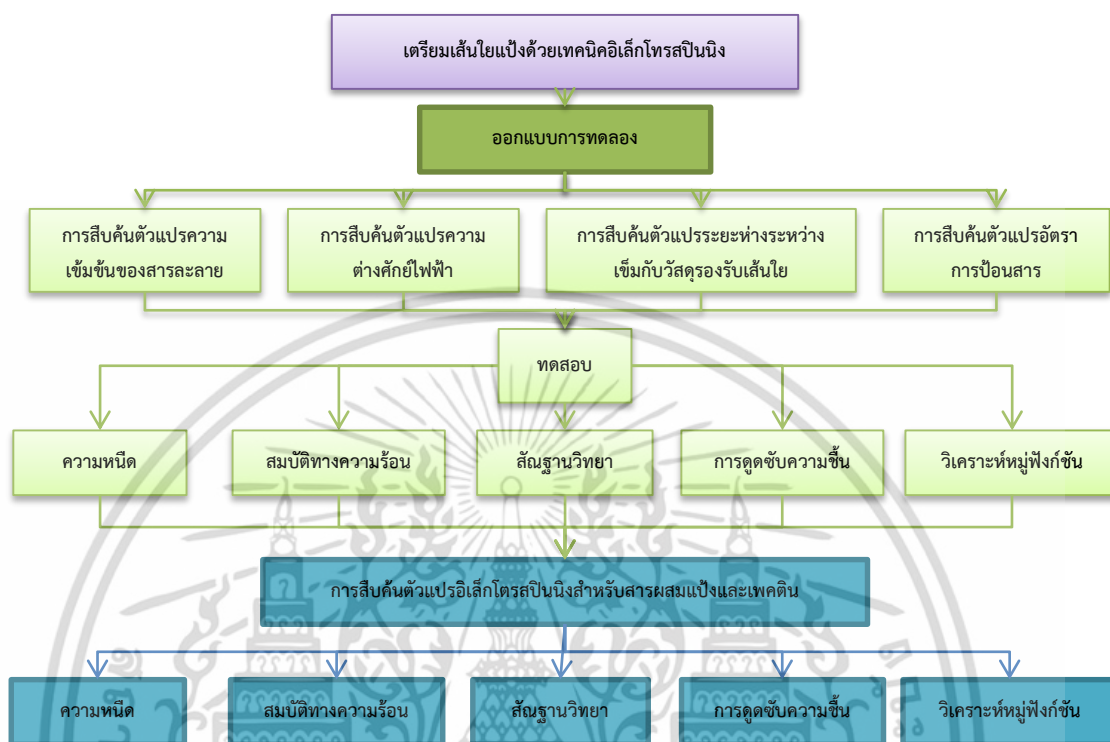 เตรียมเส้นใยแป้งด้วยเทคนิคอิเล็กโทรสปินนิง
ออกแบบการทดลอง
การสืบค้นตัวแปรความ
เข้มข้นของสารละลาย
การสืบค้นตัวแปรความ
ต่างศักย์ไฟฟ้า
การสืบค้นตัวแปรระยะห่างระหว่าง
เข็มกับวัสดุรองรับเส้นใย
การสืบค้นตัวแปรอัตรา
การป้อนสาร
ทดสอบ
ความหนืด
สมบัติทางความร้อน
สัณฐานวิทยา
การดูดซับความชื้น
วิเคราะห์หมู่ฟังก์ชัน
การสืบค้นตัวแปรอิเล็กโตรสปินนิงสำหรับสารผสมแป้งและเพคติน
ความหนืด
สมบัติทางความร้อน
สัณฐานวิทยา
การดูดซับความชื้น
วิเคราะห์หมู่ฟังก์ชัน